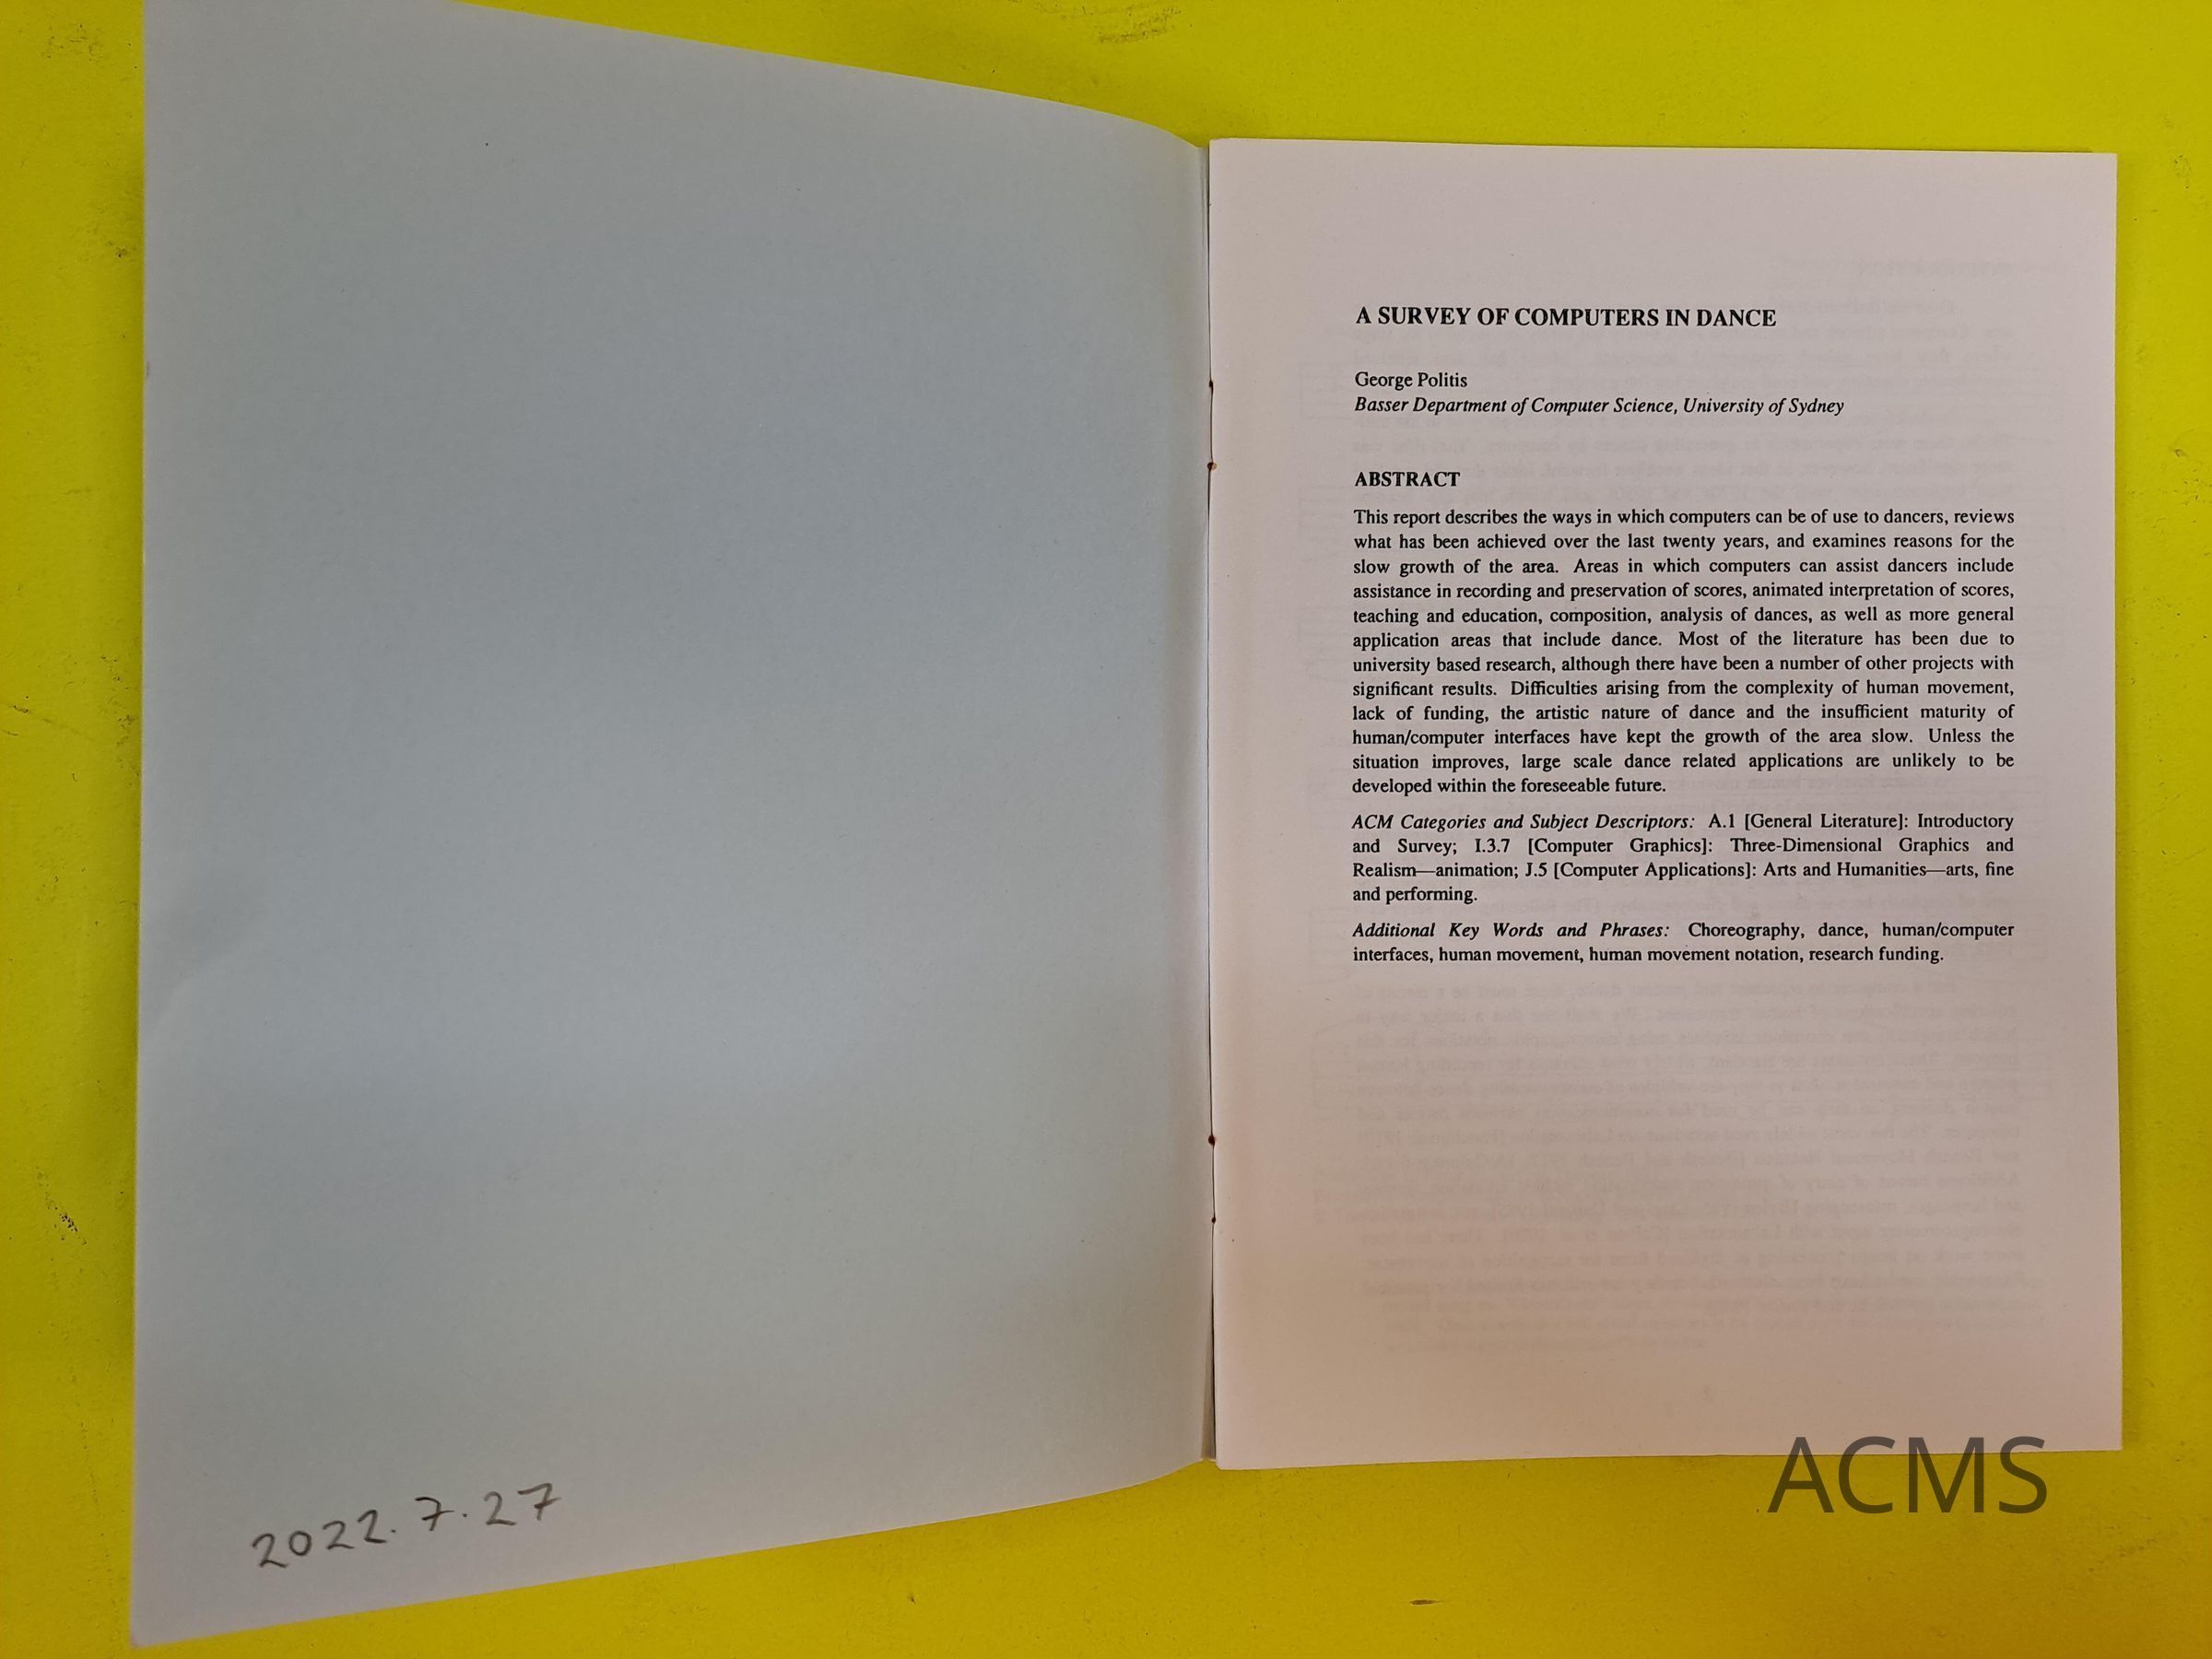 2022.7.27
A SURVEY OF COMPUTERS IN DANCE
George Politis
Basser Department of Computer Science, University of Sydney
ABSTRACT
This report describes the ways in which computers can be of use to dancers, reviews
what has been achieved over the last twenty years, and examines reasons for the
slow growth of the area. Areas in which computers can assist dancers include
assistance in recording and preservation of scores, animated interpretation of scores,
teaching and education, composition, analysis of dances, as well as more general
application areas that include dance. Most of the literature has been due to
university based research, although there have been a number of other projects with
significant results. Difficulties arising from the complexity of human movement,
lack of funding, the artistic nature of dance and the insufficient maturity of
human/computer interfaces have kept the growth of the area slow. Unless the
situation improves, large scale dance related applications are unlikely to be
developed within the foreseeable future.
ACM Categories and Subject Descriptors: A.1 [General Literature]: Introductory
and Survey; I.3.7 [Computer Graphics]: Three-Dimensional Graphics and
Realism—animation; J.5 [Computer Applications]: Arts and Humanities—arts, fine
and performing.
Additional Key Words and Phrases: Choreography, dance, human/computer
interfaces, human movement, human movement notation, research funding.
ACMS